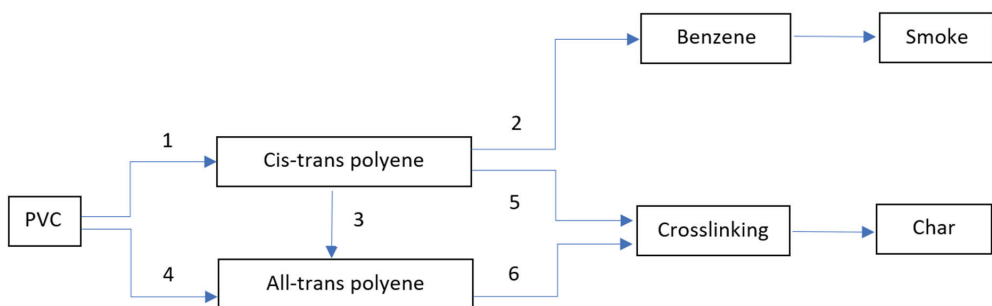 Benzene
Smoke
2
1
Cis-trans polyene
5
PVC
3
Crosslinking
Char
4
All-trans polyene
6